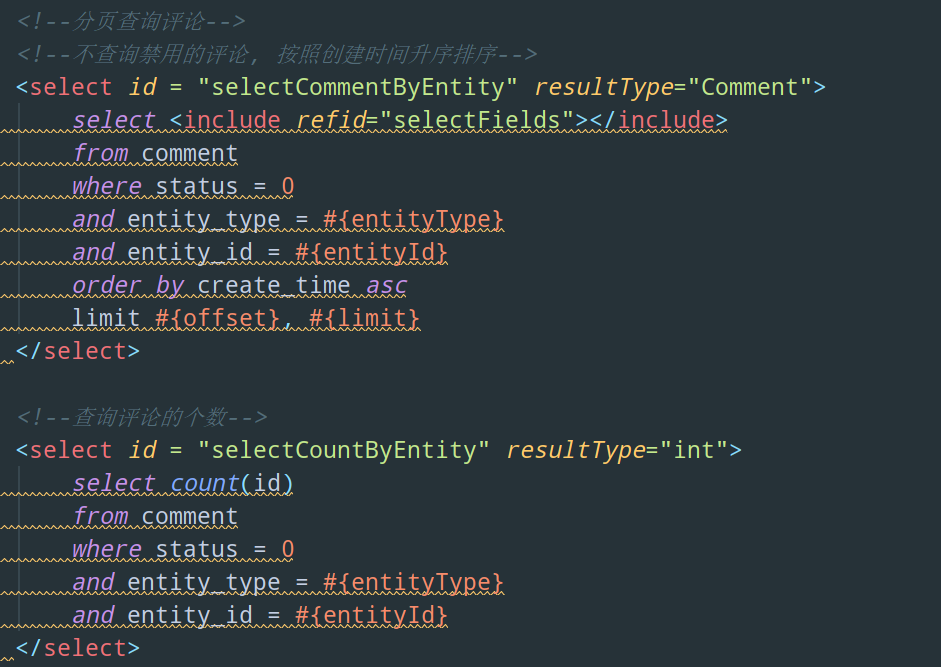 <!--分页查询评论-->
<!--不查询禁用的评论, 按照创建时间升序排序-->
<select id = "selectCommentByEntity" resultType="Comment">
    select <include refid="selectFields"></include>
    from comment
    where status = 0
    and entity_type = #{entityType}
    and entity_id = #{entityId}
    order by create_time asc
    limit #{offset}, #{limit}
</select>

<!--查询评论的个数-->
<select id = "selectCountByEntity" resultType="int">
    select count(id)
    from comment
    where status = 0
    and entity_type = #{entityType}
    and entity_id = #{entityId}
</select>